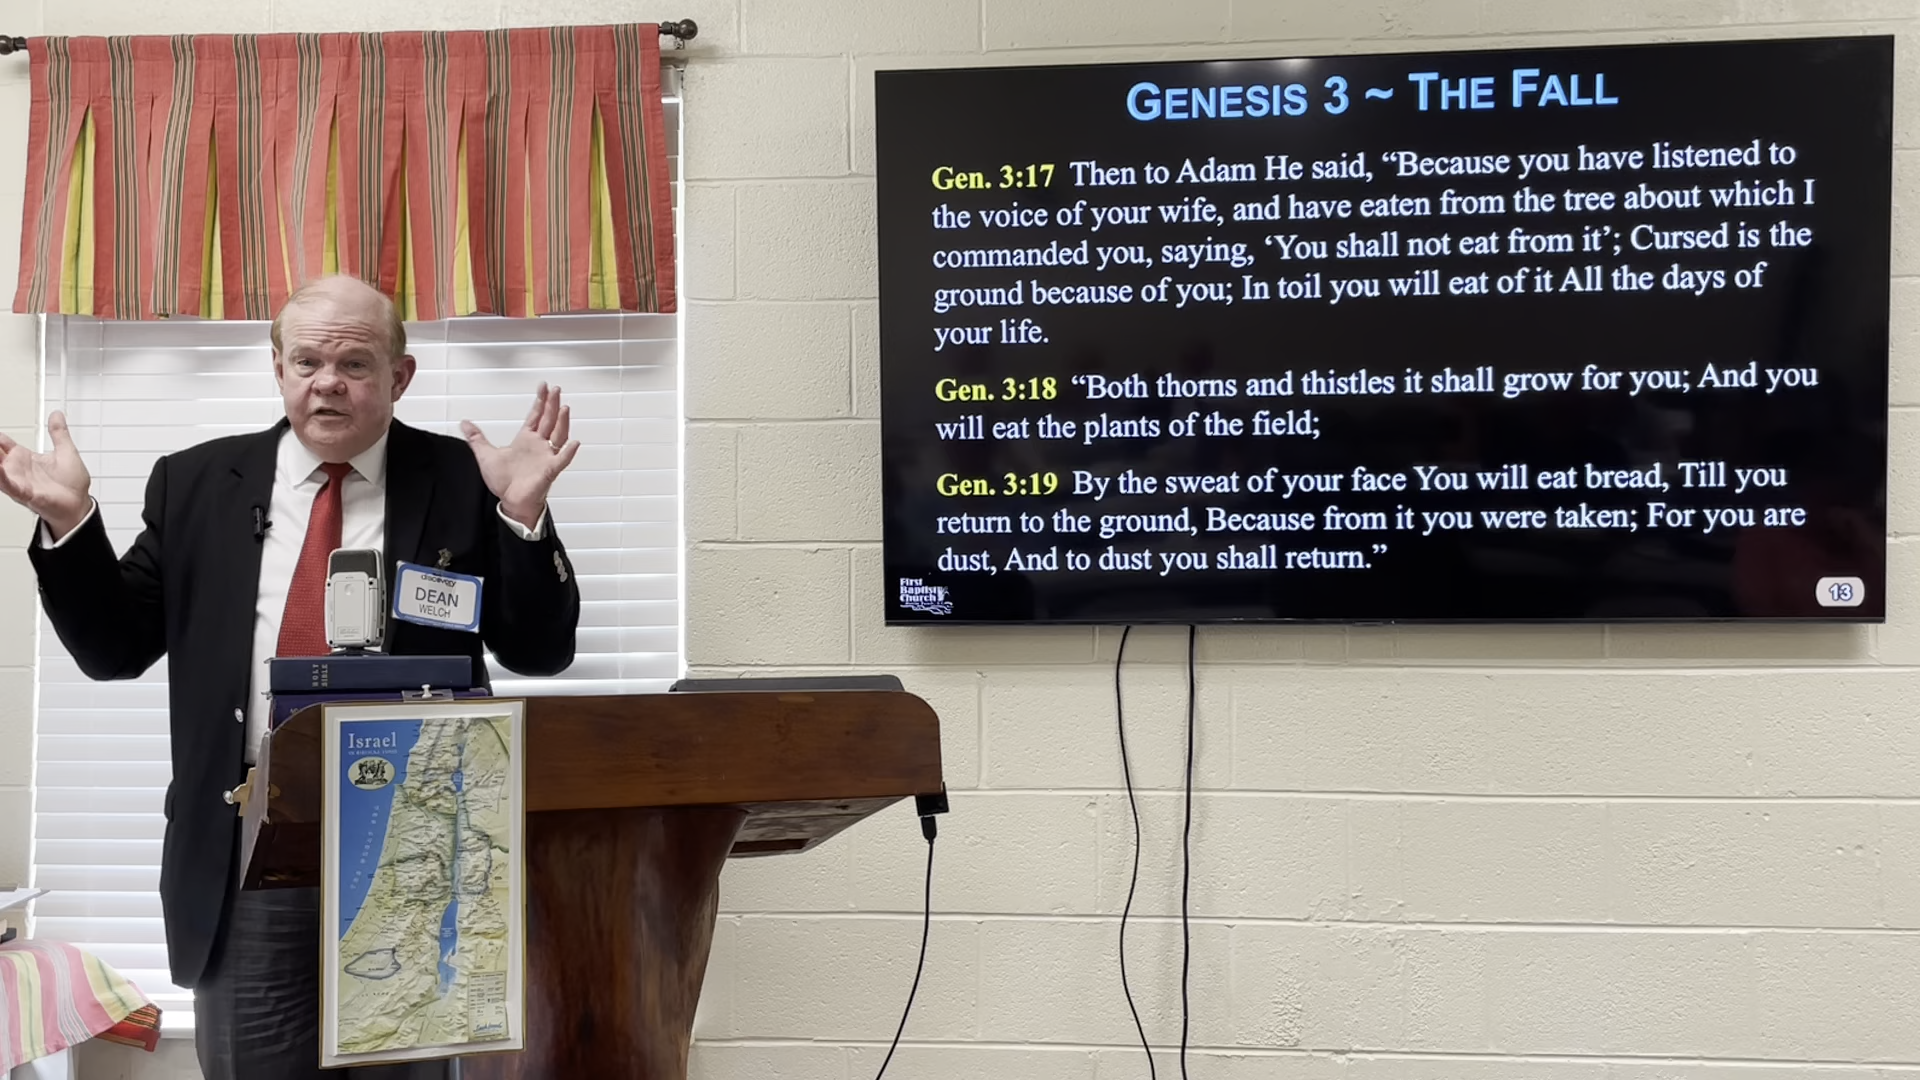 GENESIS 3 ~ THE FALL
Gen. 3:17 Then to Adam He said, “Because you have listened to
the voice of your wife, and have eaten from the tree about which I
commanded you, saying, ‘You shall not eat from it’; Cursed is the
ground because of you; In toil you will eat of it All the days of
your life.
Gen. 3:18 “Both thorns and thistles it shall grow for you; And you
will eat the plants of the field;
Gen. 3:19 By the sweat of your face You will eat bread, Till you
return to the ground, Because from it you were taken; For you are
dust, And to dust you shall return.”
First
Baptist
Church
13
discovery
DEAN
WELCH
HOLY
BIBLE
Israel